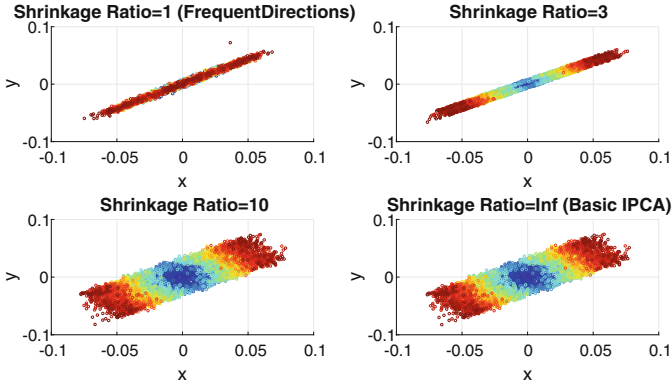 Shrinkage Ratio=1 (FrequentDirections)
0.1
0
-0.1
y
-0.1 -0.05 0 0.05 0.1
x
Shrinkage Ratio=3
0.1
0
-0.1
y
-0.1 -0.05 0 0.05 0.1
x
Shrinkage Ratio=10
0.1
0
-0.1
y
-0.1 -0.05 0 0.05 0.1
x
Shrinkage Ratio=Inf (Basic IPCA)
0.1
0
-0.1
y
-0.1 -0.05 0 0.05 0.1
x